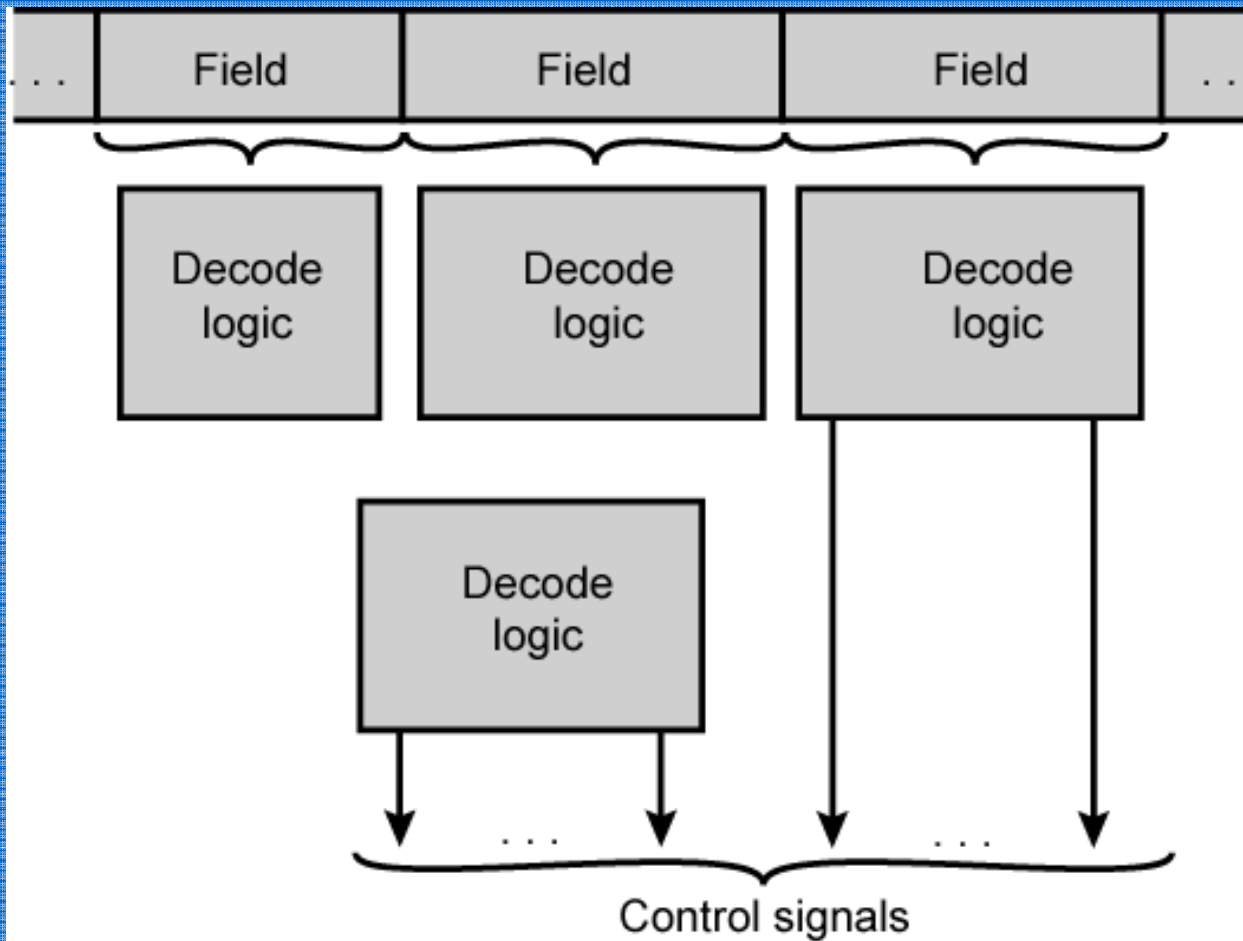 . . . Field Field Field . . .
Decode Decode Decode
logic logic logic
Decode
logic
. . . . . .
Control signals